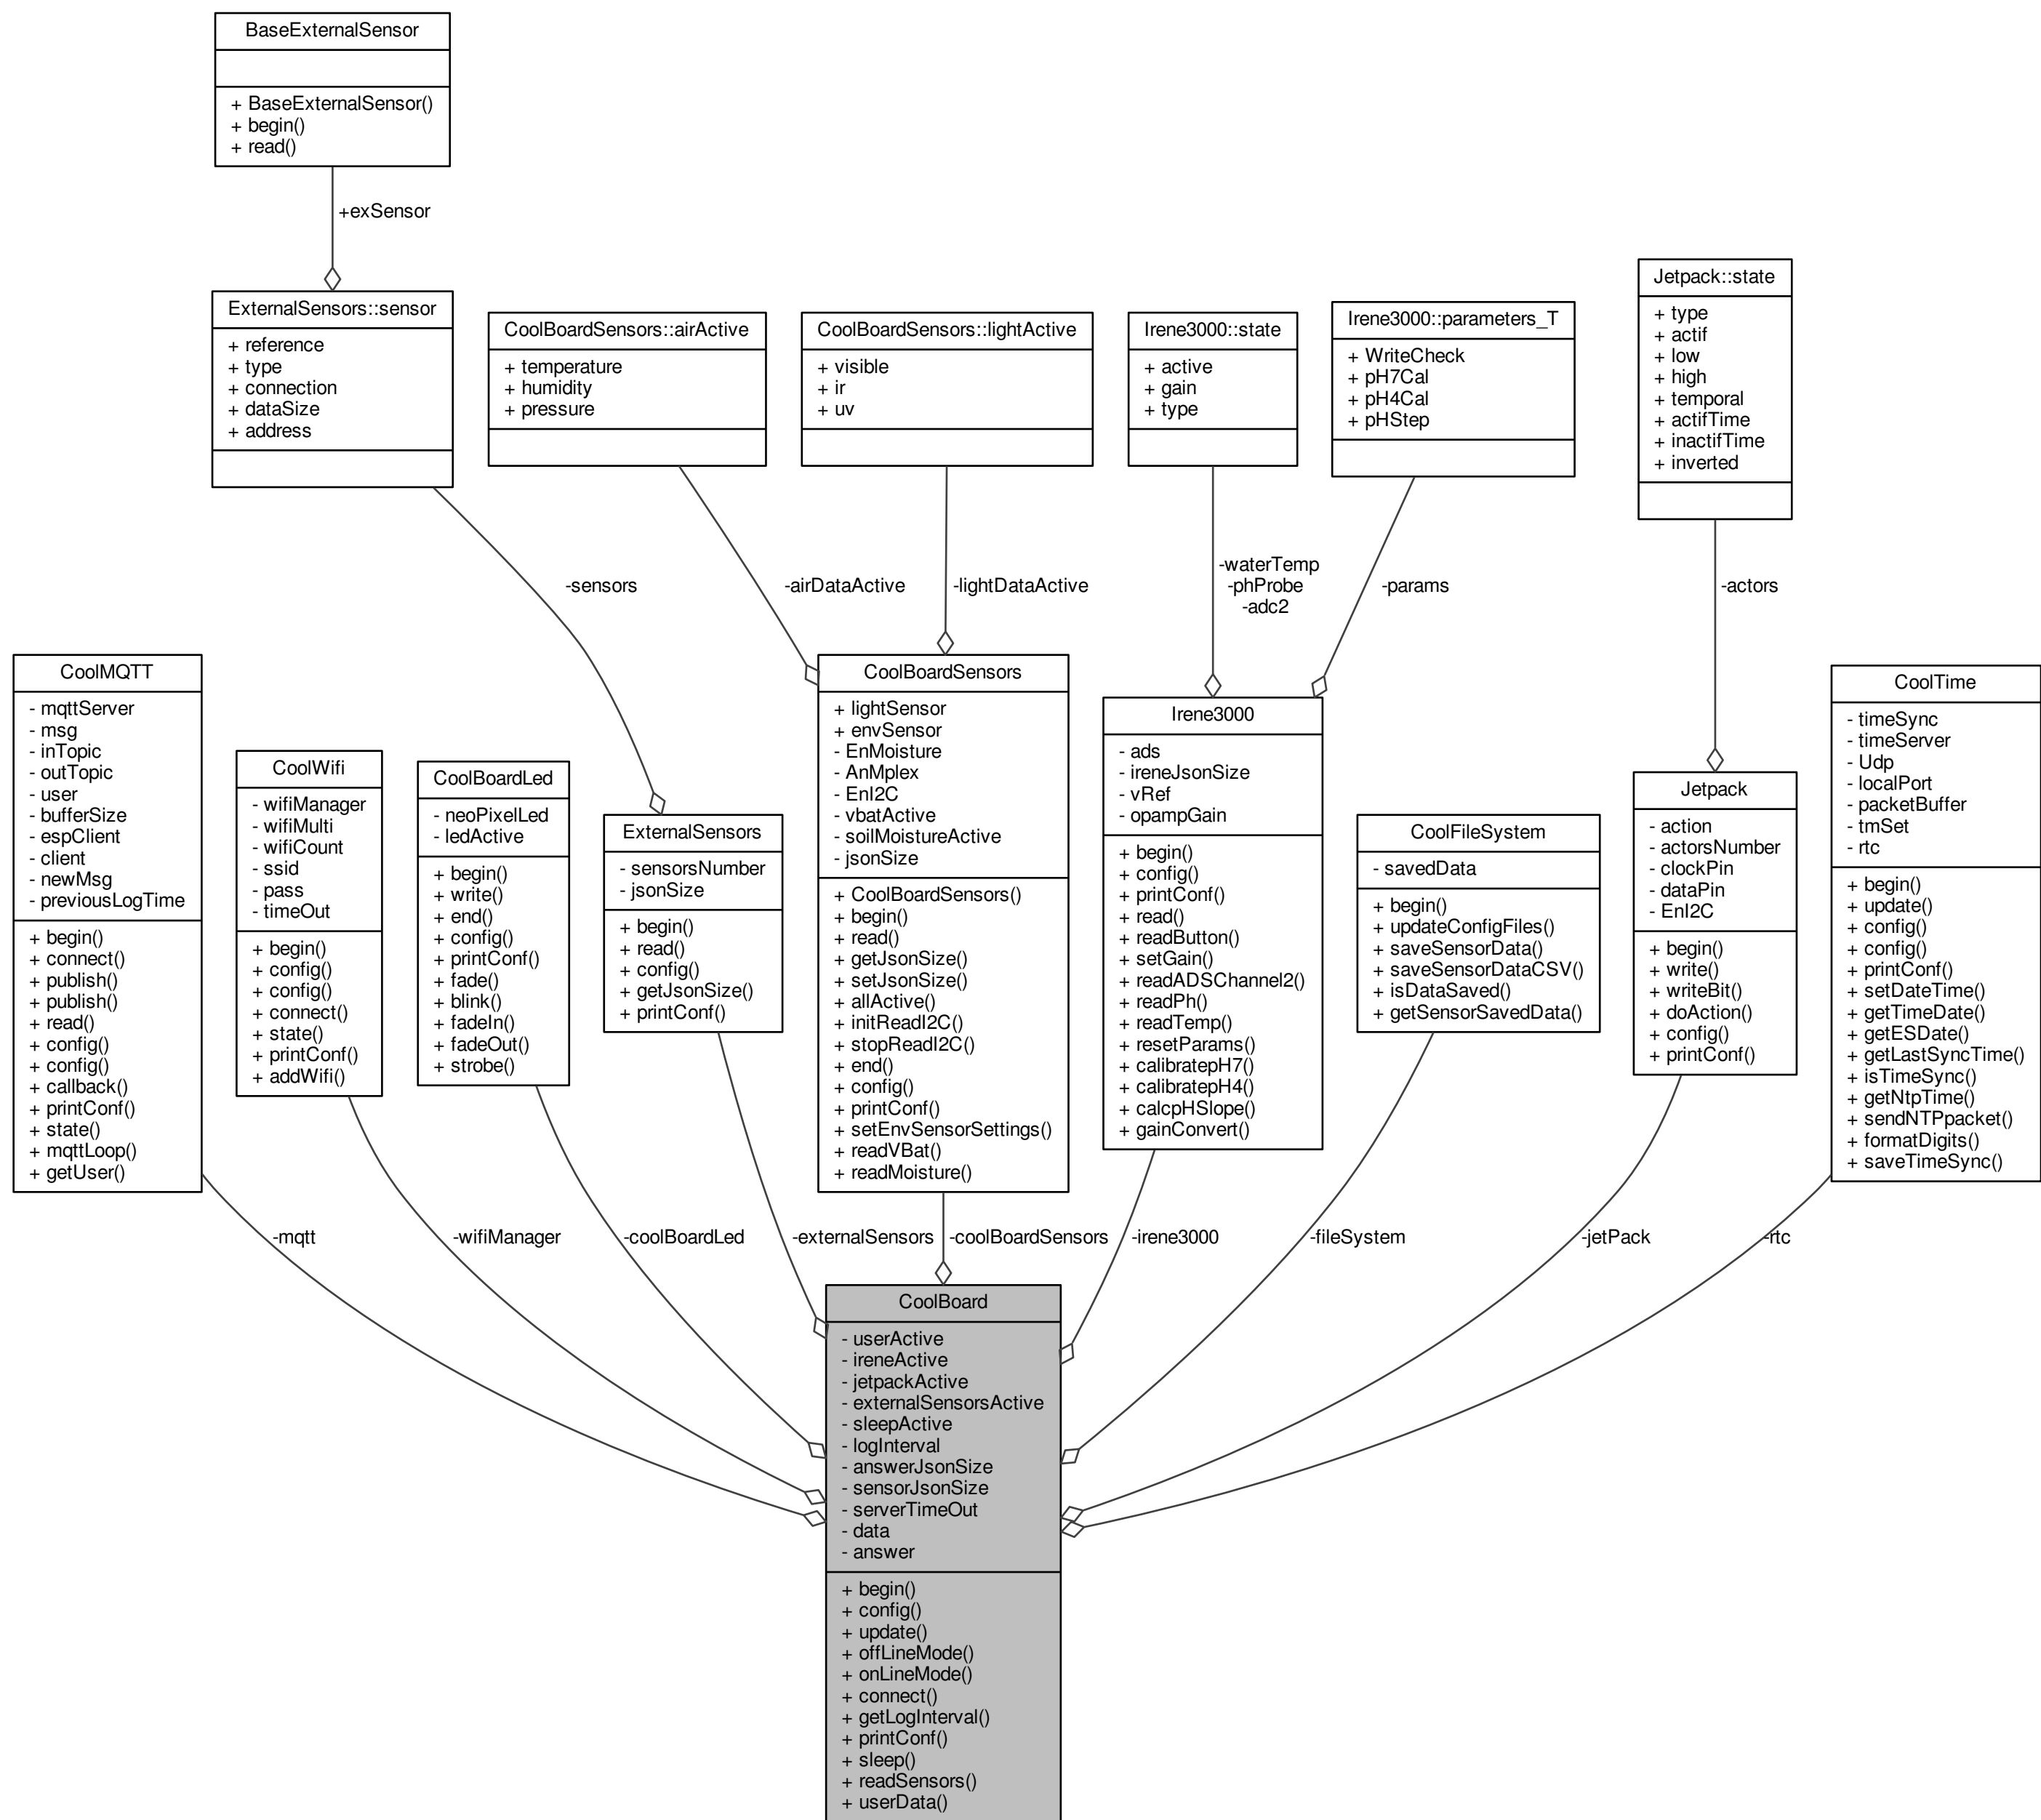 BaseExternalSensor
+ BaseExternalSensor()
+ begin()
+ read()
+exSensor
ExternalSensors::sensor
+ reference
+ type
+ connection
+ dataSize
+ address
CoolBoardSensors::airActive
+ temperature
+ humidity
+ pressure
CoolBoardSensors::lightActive
+ visible
+ ir
+ uv
Irene3000::state
+ active
+ gain
+ type
Irene3000::parameters_T
+ WriteCheck
+ pH7Cal
+ pH4Cal
+ pHStep
Jetpack::state
+ type
+ actif
+ low
+ high
+ temporal
+ actifTime
+ inactifTime
+ inverted
-sensors
-airDataActive
-lightDataActive
-waterTemp
-phProbe
-adc2
-params
-actors
CoolMQTT
- mqttServer
- msg
- inTopic
- outTopic
- user
- bufferSize
- espClient
- client
- newMsg
- previousLogTime
+ begin()
+ connect()
+ publish()
+ publish()
+ read()
+ config()
+ config()
+ callback()
+ printConf()
+ state()
+ mqttLoop()
+ getUser()
CoolWifi
- wifiManager
- wifiMulti
- wifiCount
- ssid
- pass
- timeOut
+ begin()
+ config()
+ config()
+ connect()
+ state()
+ printConf()
+ addWifi()
CoolBoardLed
- neoPixelLed
- ledActive
+ begin()
+ write()
+ end()
+ config()
+ printConf()
+ fade()
+ blink()
+ fadeIn()
+ fadeOut()
+ strobe()
ExternalSensors
- sensorsNumber
- jsonSize
+ begin()
+ read()
+ config()
+ getJsonSize()
+ printConf()
CoolBoardSensors
+ lightSensor
+ envSensor
- EnMoisture
- AnMplex
- EnI2C
- vbatActive
- soilMoistureActive
- jsonSize
+ CoolBoardSensors()
+ begin()
+ read()
+ getJsonSize()
+ setJsonSize()
+ allActive()
+ initReadI2C()
+ stopReadI2C()
+ end()
+ config()
+ printConf()
+ setEnvSensorSettings()
+ readVBat()
+ readMoisture()
Irene3000
- ads
- ireneJsonSize
- vRef
- opampGain
+ begin()
+ config()
+ printConf()
+ read()
+ readButton()
+ setGain()
+ readADSChannel2()
+ readPh()
+ readTemp()
+ resetParams()
+ calibratepH7()
+ calibratepH4()
+ calcpHSlope()
+ gainConvert()
CoolFileSystem
- savedData
+ begin()
+ updateConfigFiles()
+ saveSensorData()
+ saveSensorDataCSV()
+ isDataSaved()
+ getSensorSavedData()
Jetpack
- action
- actorsNumber
- clockPin
- dataPin
- EnI2C
+ begin()
+ write()
+ writeBit()
+ doAction()
+ config()
+ printConf()
CoolTime
- timeSync
- timeServer
- Udp
- localPort
- packetBuffer
- tmSet
- rtc
+ begin()
+ update()
+ config()
+ config()
+ printConf()
+ setDateTime()
+ getTimeDate()
+ getESDate()
+ getLastSyncTime()
+ isTimeSync()
+ getNtpTime()
+ sendNTPpacket()
+ formatDigits()
+ saveTimeSync()
-mqtt
-wifiManager
-coolBoardLed
-externalSensors
-coolBoardSensors
-irene3000
-fileSystem
-jetPack
-rtc
CoolBoard
- userActive
- ireneActive
- jetpackActive
- externalSensorsActive
- sleepActive
- logInterval
- answerJsonSize
- sensorJsonSize
- serverTimeOut
- data
- answer
+ begin()
+ config()
+ update()
+ offLineMode()
+ onLineMode()
+ connect()
+ getLogInterval()
+ printConf()
+ sleep()
+ readSensors()
+ userData()